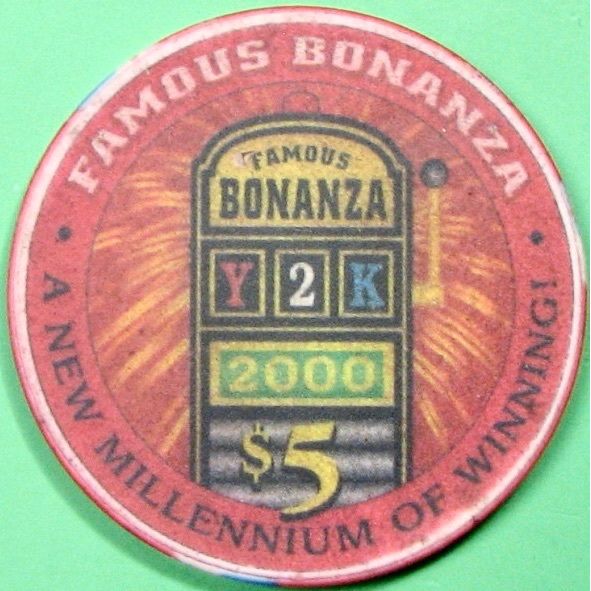 FAMOUS BONANZA
FAMOUS
BONANZA
Y 2 K
2000
$5
• A NEW MILLENNIUM OF WINNING! •